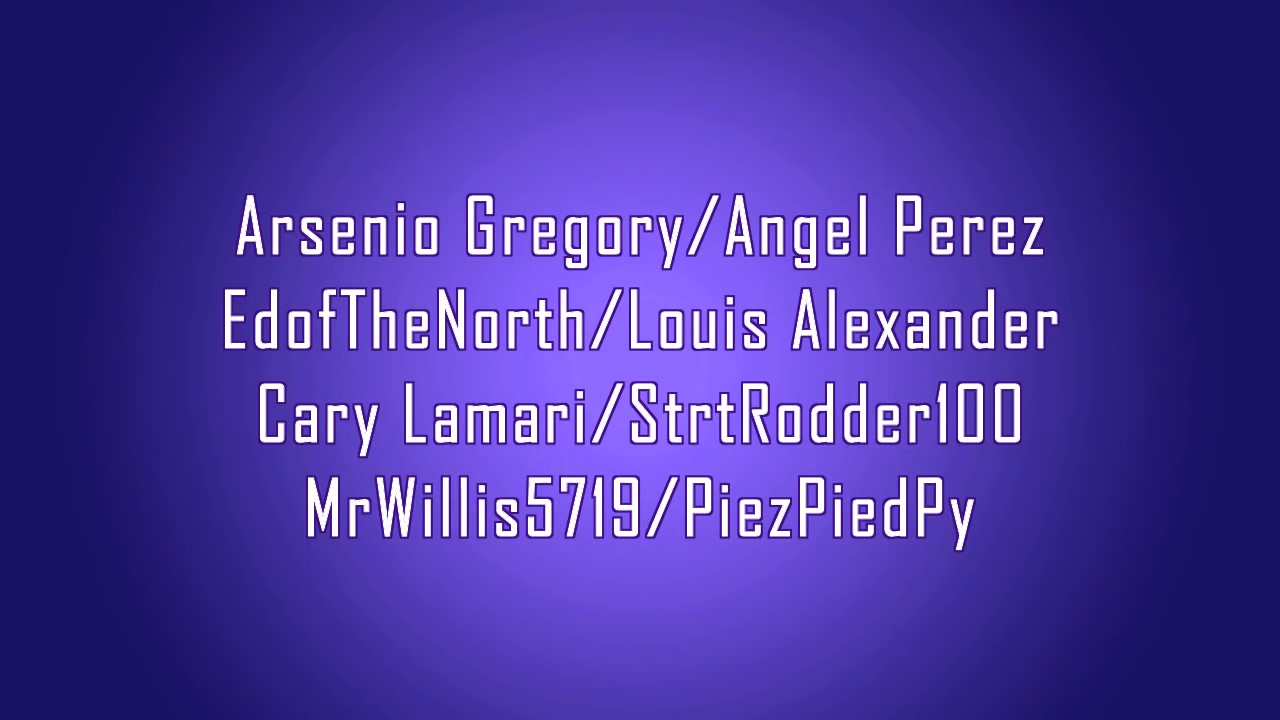 Arsenio Gregory/Angel Perez
EdofTheNorth/Louis Alexander
Cary Lamari/StrtRodder100
MrWillis5719/PiezPiedPy